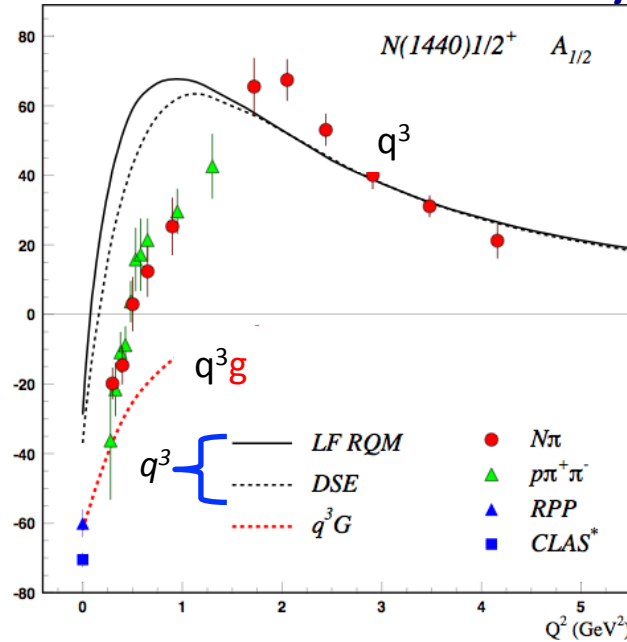 N(1440)1/2⁺ A₁/₂
80
60
40
20
0
-20
-40
-60
-80
q³
q³g
q³
LF RQM
DSE
q³G
Nπ
pπ⁺π⁻
RPP
CLAS*
0 1 2 3 4 5
Q² (GeV²)